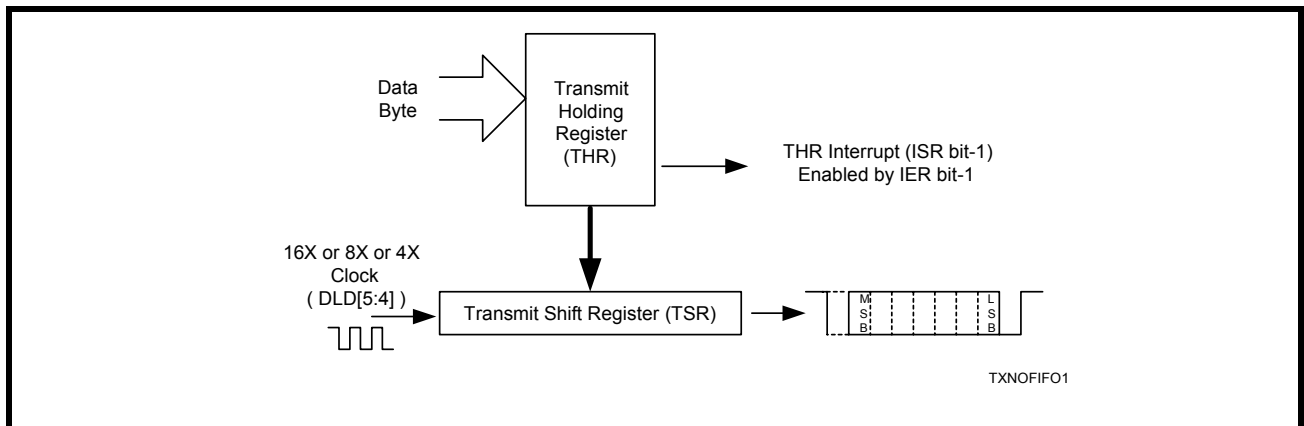 Data
Byte
Transmit
Holding
Register
(THR)
THR Interrupt (ISR bit-1)
Enabled by IER bit-1
16X or 8X or 4X
Clock
( DLD[5:4] )
Transmit Shift Register (TSR)
M
S
B
L
S
B
TXNOFIFO1